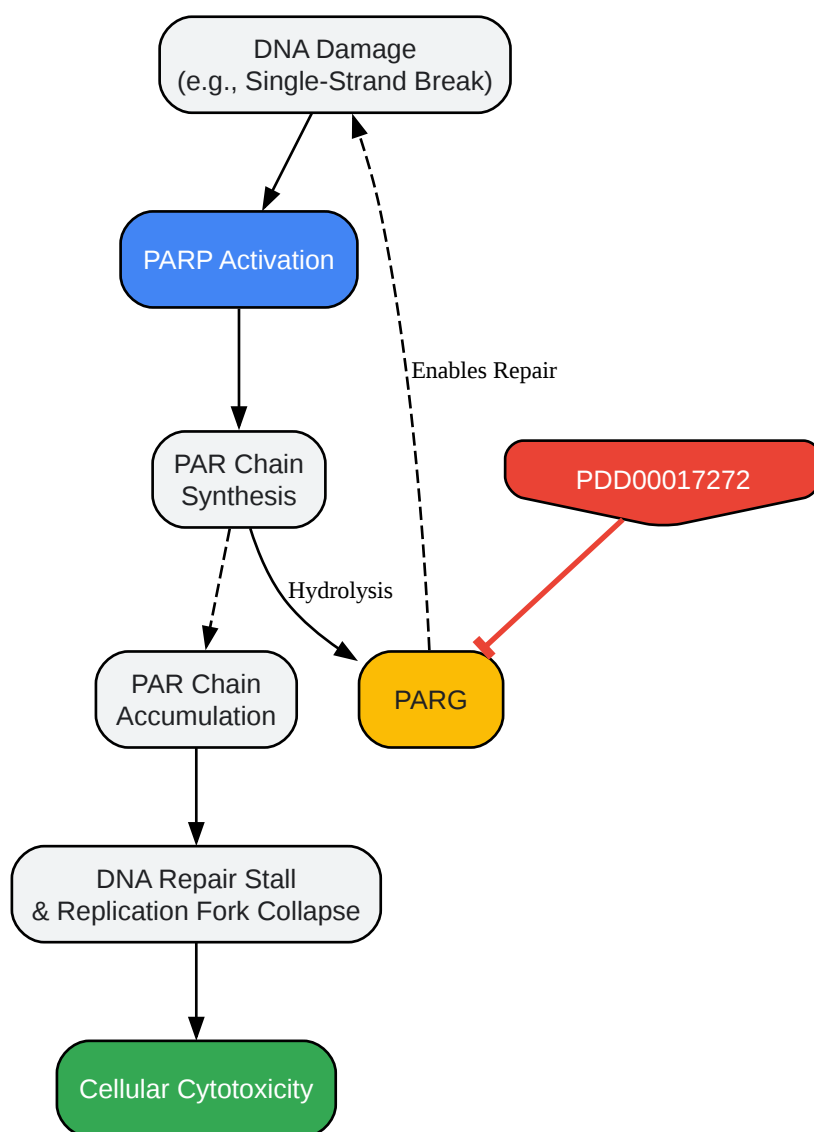 DNA Damage
(e.g., Single-Strand Break)
PARP Activation
Enables Repair
PAR Chain
Synthesis
PDD00017272
Hydrolysis
PAR Chain
Accumulation
PARG
DNA Repair Stall
& Replication Fork Collapse
Cellular Cytotoxicity